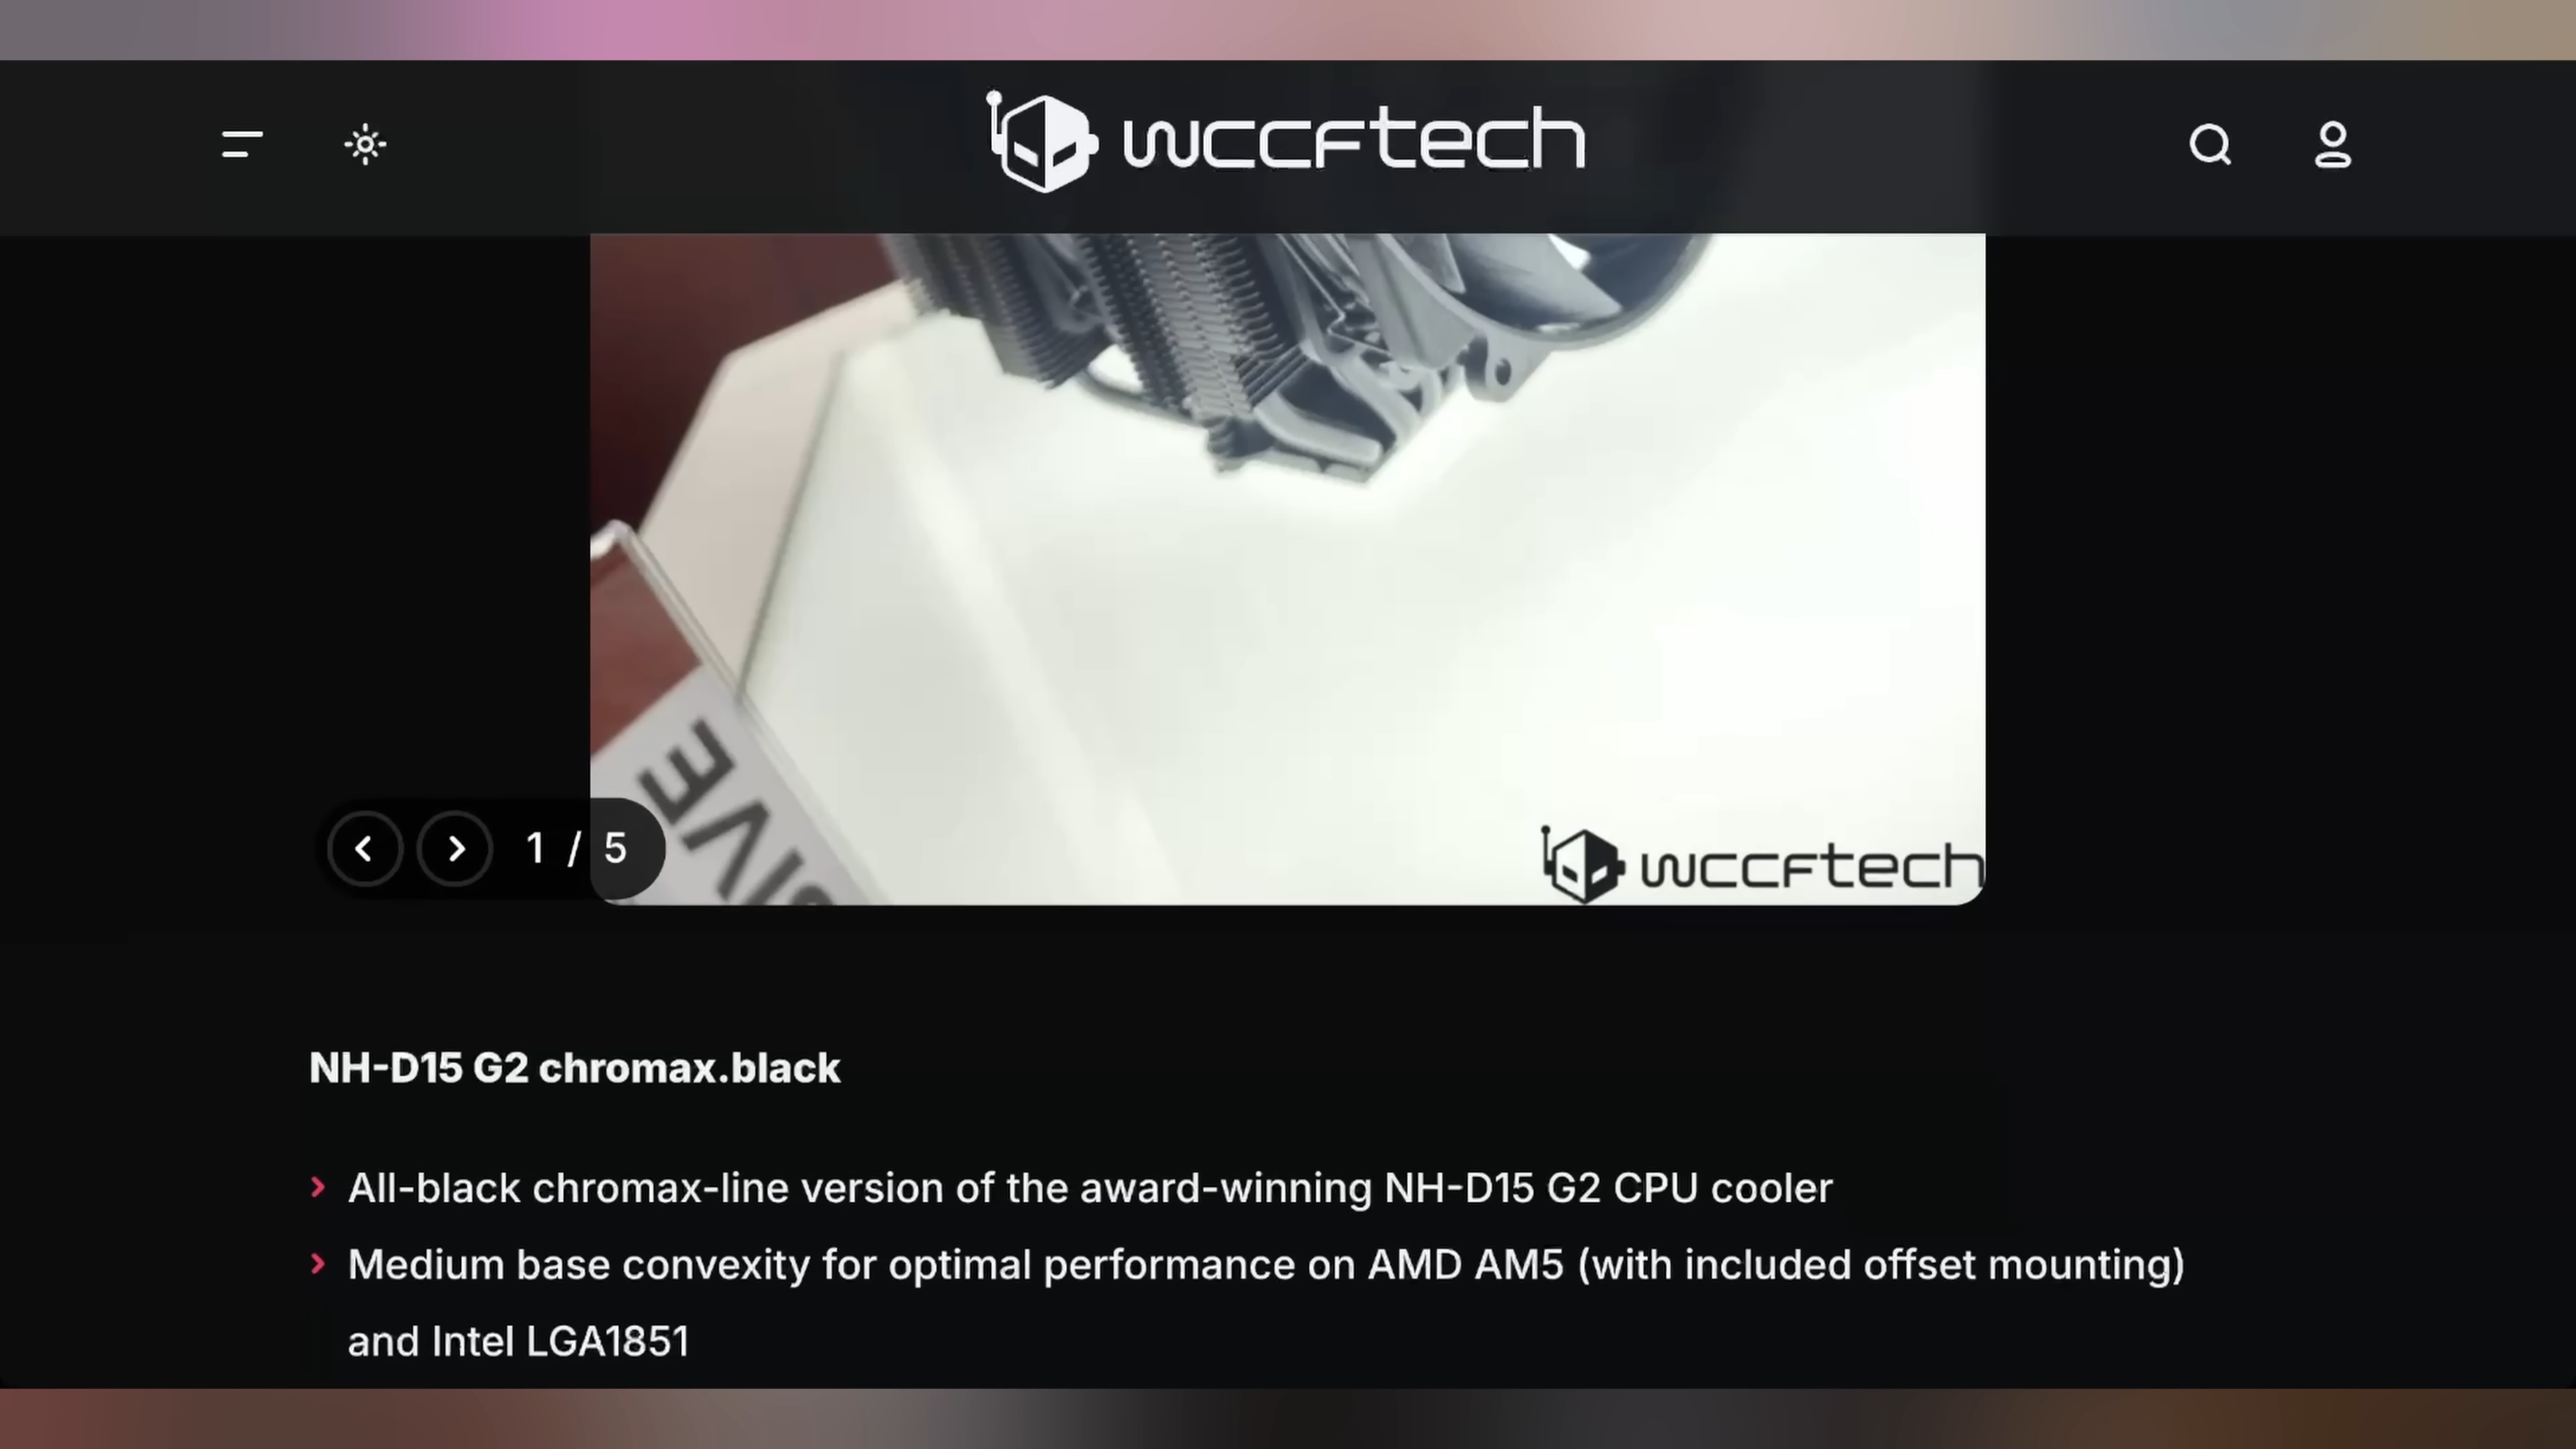 wccftech
1 / 5
wccftech
NH-D15 G2 chromax.black
All-black chromax-line version of the award-winning NH-D15 G2 CPU cooler
Medium base convexity for optimal performance on AMD AM5 (with included offset mounting)
and Intel LGA1851